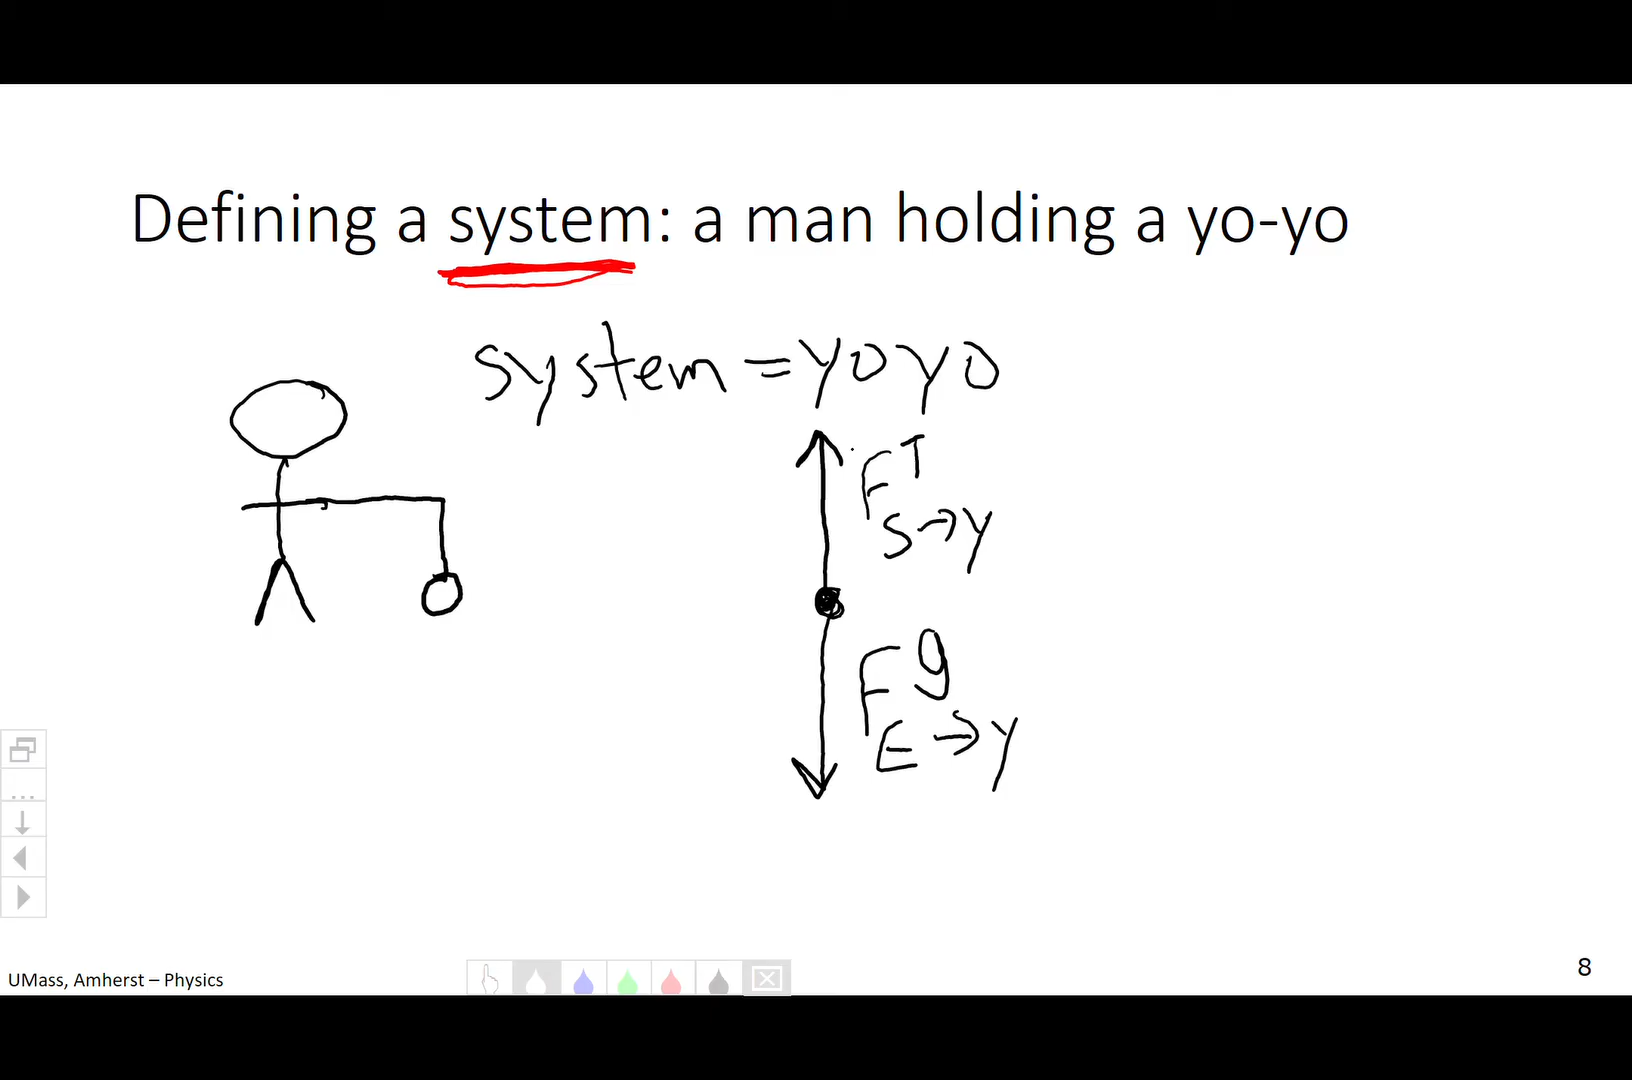 Defining a system: a man holding a yo-yo
system = yoyo
F T
S → y
F g
E → y
UMass, Amherst – Physics
8